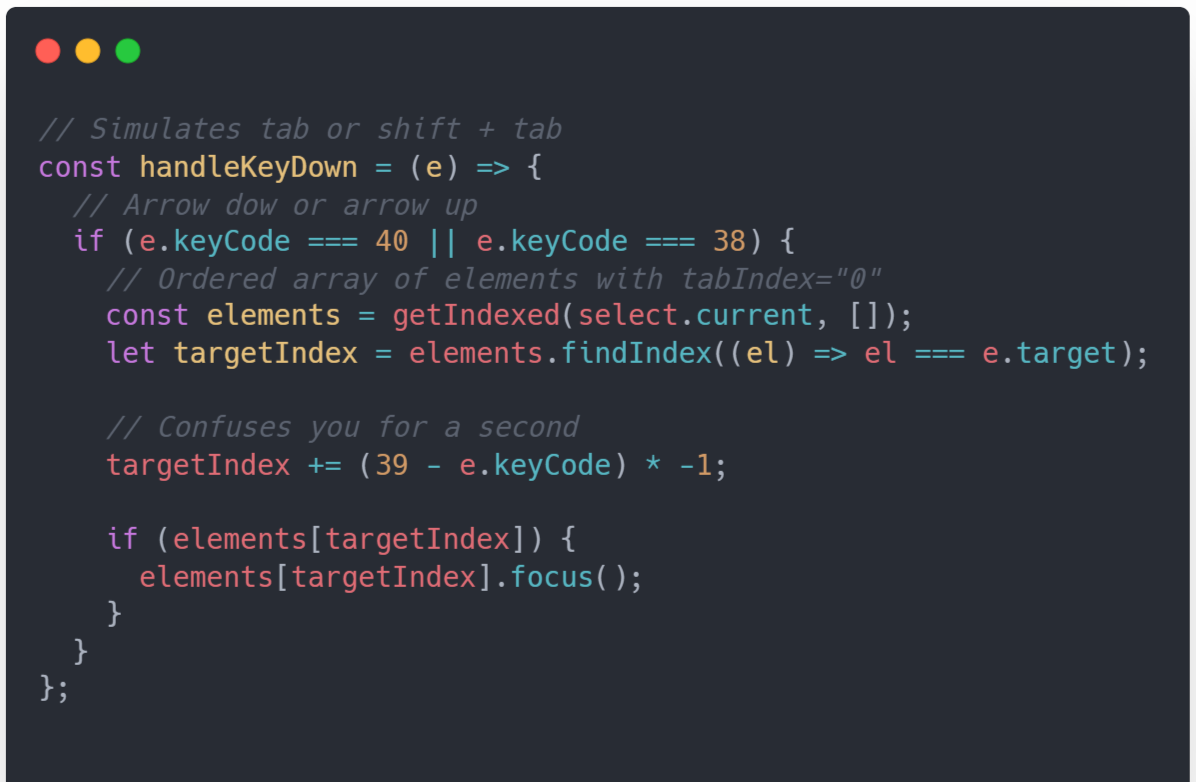 // Simulates tab or shift + tab
const handleKeyDown = (e) => {
  // Arrow dow or arrow up
  if (e.keyCode === 40 || e.keyCode === 38) {
    // Ordered array of elements with tabIndex="0"
    const elements = getIndexed(select.current, []);
    let targetIndex = elements.findIndex((el) => el === e.target);

    // Confuses you for a second
    targetIndex += (39 - e.keyCode) * -1;

    if (elements[targetIndex]) {
      elements[targetIndex].focus();
    }
  }
};